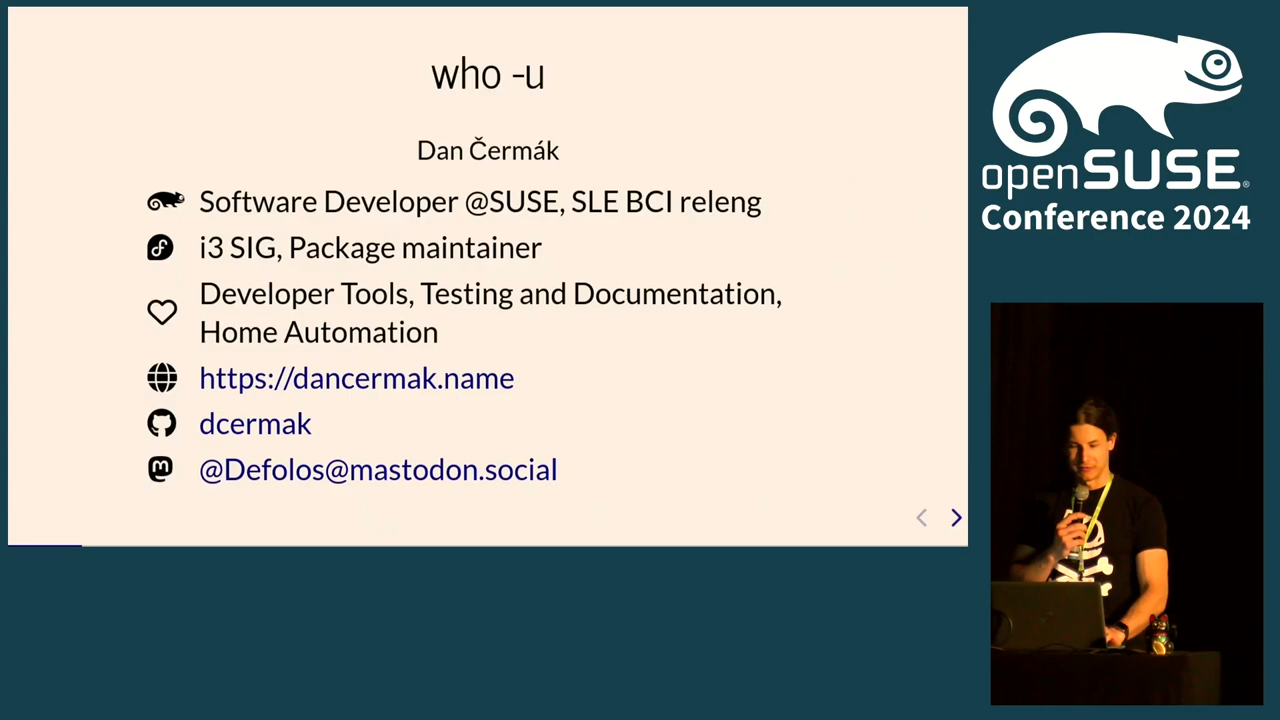 who -u
Dan Čermák
Software Developer @SUSE, SLE BCI releng
i3 SIG, Package maintainer
Developer Tools, Testing and Documentation,
Home Automation
https://dancermak.name
dcermak
@Defolos@mastodon.social
openSUSE®
Conference 2024